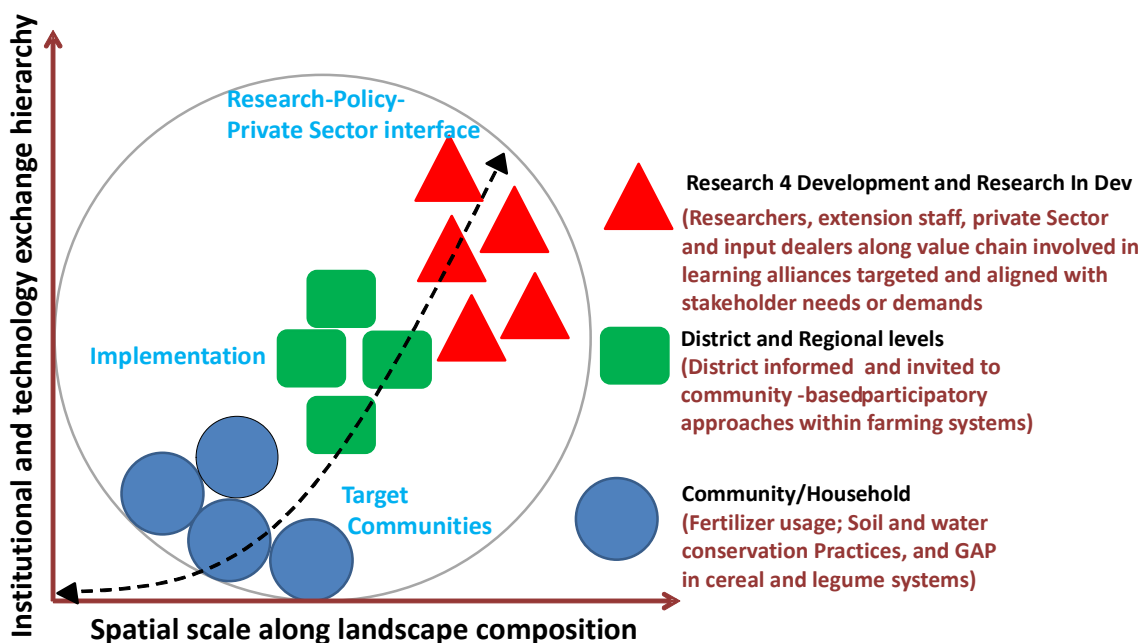 Institutional and technology exchange hierarchy
Research-Policy-
Private Sector interface
Implementation
Target
Communities
Spatial scale along landscape composition
Research 4 Development and Research In Dev
(Researchers, extension staff, private Sector
and input dealers along value chain involved in
learning alliances targeted and aligned with
stakeholder needs or demands
District and Regional levels
(District informed and invited to
community -basedparticipatory
approaches within farming systems)
Community/Household
(Fertilizer usage; Soil and water
conservation Practices, and GAP
in cereal and legume systems)